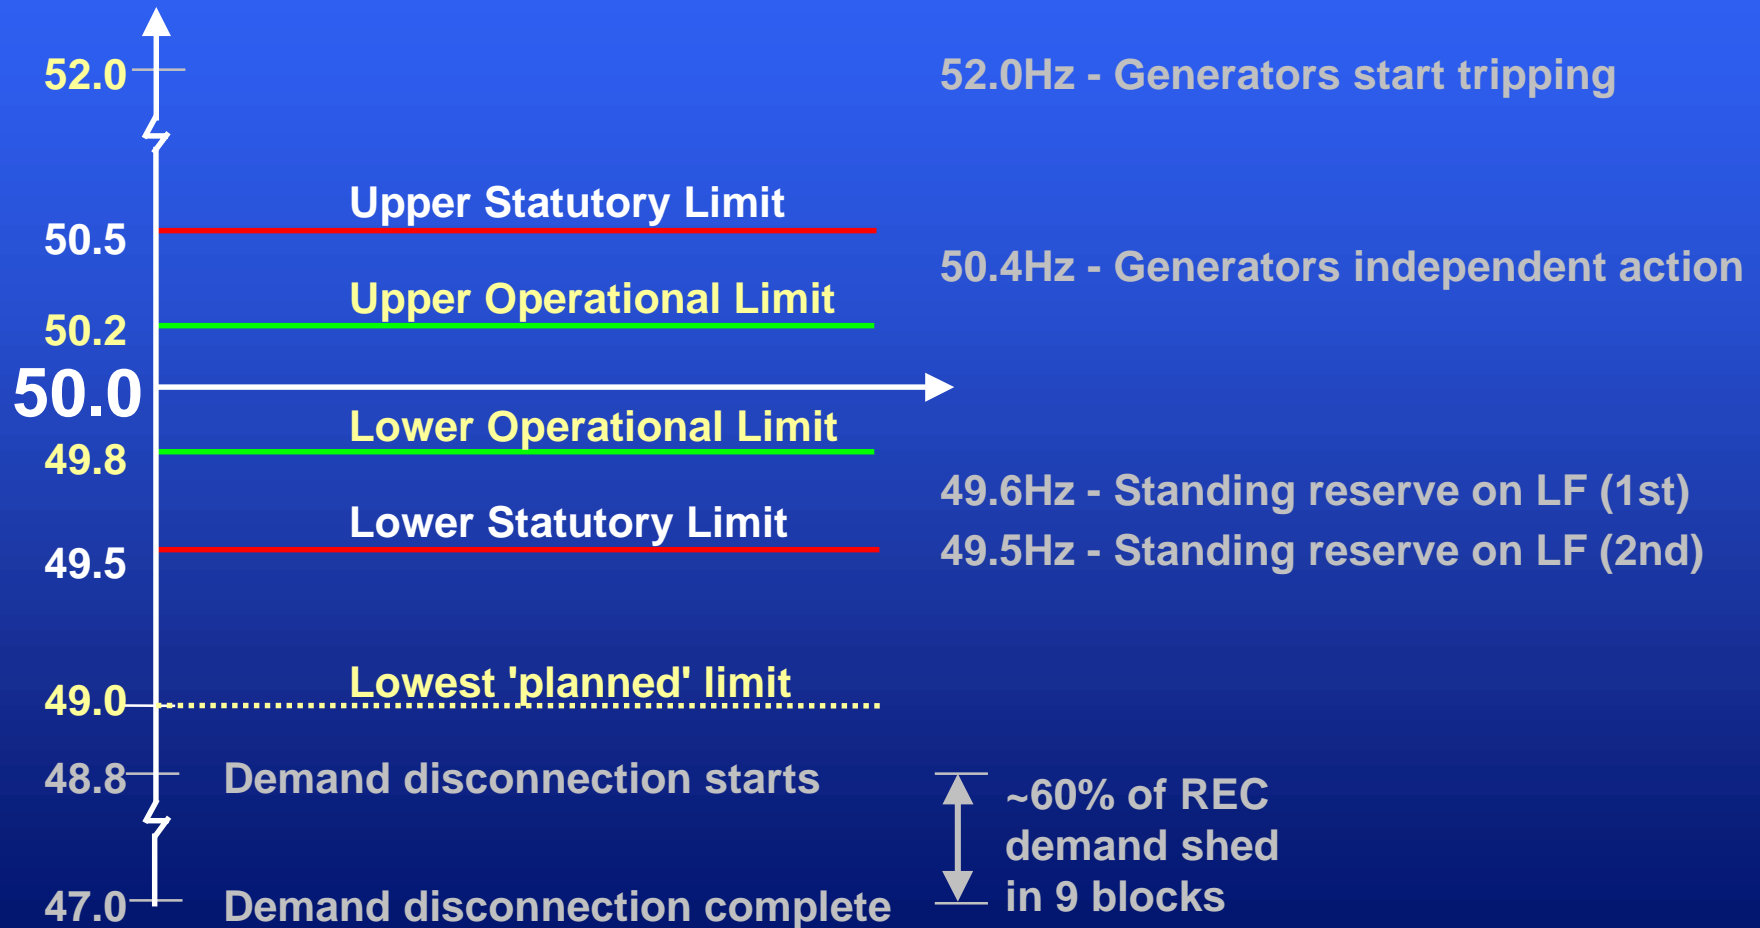 52.0
52.0Hz - Generators start tripping
Upper Statutory Limit
50.5
50.4Hz - Generators independent action
Upper Operational Limit
50.2
50.0
Lower Operational Limit
49.8
49.6Hz - Standing reserve on LF (1st)
Lower Statutory Limit
49.5Hz - Standing reserve on LF (2nd)
49.5
Lowest 'planned' limit
49.0
48.8
Demand disconnection starts
~60% of REC
demand shed
in 9 blocks
47.0
Demand disconnection complete